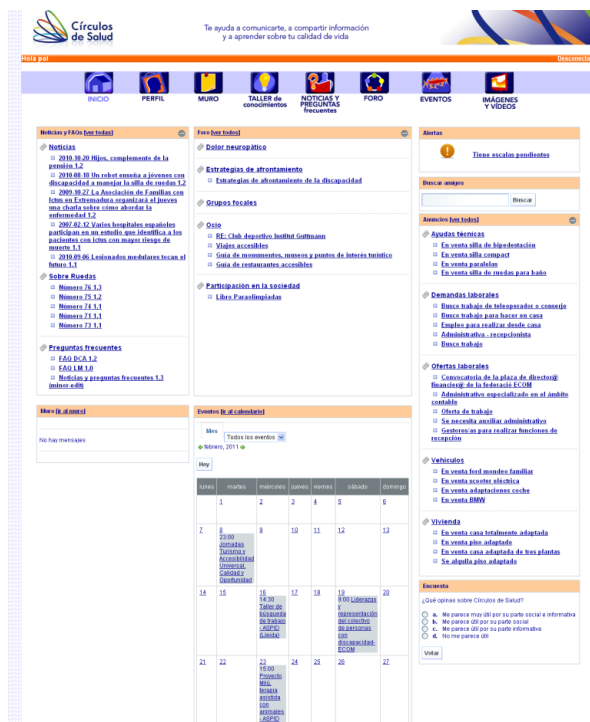 Círculos
de Salud
Te ayuda a comunicarte, a compartir información
y a aprender sobre tu calidad de vida
Hola pol
Desconecta
INICIO
PERFIL
MURO
TALLER de
conocimientos
NOTICIAS Y
PREGUNTAS
frecuentes
FORO
EVENTOS
IMÁGENES
Y VÍDEOS
Noticias y FAQs [ver todas]
Noticias
2010-10-20 Hijos, complemento de la
pensión 1.2
2010-08-18 Un robot enseña a jóvenes con
discapacidad a manejar la silla de ruedas 1.2
2009-10-27 La Asociación de Familias con
Ictus en Extremadura organizará el jueves
una charla sobre cómo abordar la
enfermedad 1.2
2007-02-12 Varios hospitales españoles
participan en un estudio que identifica a los
pacientes con ictus con mayor riesgo de
muerte 1.1
2010-09-06 Lesionados medulares tocan el
futuro 1.1
Sobre Ruedas
Número 76 1.3
Número 75 1.2
Número 74 1.1
Número 71 1.1
Número 73 1.1
Preguntas frecuentes
FAQ DCA 1.2
FAQ LM 1.0
Noticias y preguntas frecuentes 1.3
(minor edit)
Muro [ir al muro]
No hay mensajes
Foro [ver todos]
Dolor neuropático
Estrategias de afrontamiento
Estrategias de afrontamiento de la discapacidad
Grupos focales
Ocio
RE: Club deportivo Institut Guttmann
Viajes accesibles
Guia de monumentos, museos y puntos de interés turístico
Guia de restaurantes accesibles
Participación en la sociedad
Libro Paraolimpiadas
Eventos [ir al calendario]
Mes
Todos los eventos
febrero, 2011
Hoy
lunes martes miércoles jueves viernes sábado domingo
1 2 3 4 5 6
7 8 9 10 11 12 13
23:00
Jornadas
Turismo y
Accesibilidad
Universal,
Calidad y
Oportunidad
14 15 16 17 18 19 20
14:30
Taller de
búsqueda
de trabajo
- ASPID
(Lleida)
9:00 Liderazgo
y
representación
del colectivo
de personas
con
discapacidad-
ECOM
21 22 23 24 25 26 27
15:00
Proyecto
Miki,
terapia
asistida
con
animales
- ASPID
Alertas
Tiene escalas pendientes
Buscar amigos
Buscar
Anuncios [ver todos]
Ayudas técnicas
En venta silla de bipedestación
En venta silla compact
En venta paralelas
En venta silla de ruedas para baño
Demandas laborales
Busco trabajo de teleoperador o conserje
Busco trabajo para hacer en casa
Empleo para realizar desde casa
Administrativa - recepcionista
Busco trabajo
Ofertas laborales
Convocatoria de la plaza de director@
financier@ de la federació ECOM
Administrativo especializado en el ámbito
contable
Oferta de trabajo
Se necesita auxiliar administrativo
Gestores/as para realizar funciones de
recepción
Vehículos
En venta ford mondeo familiar
En venta scooter eléctrica
En venta adaptaciones coche
En venta BMW
Vivienda
En venta casa totalmente adaptada
En venta piso adaptado
En venta casa adaptada de tres plantas
Se alquila piso adaptado
Encuesta
¿Qué opinas sobre Círculos de Salud?
a. Me parece muy útil por su parte social e informativa
b. Me parece útil por su parte social
c. Me parece útil por su parte informativa
d. No me parece útil
Votar